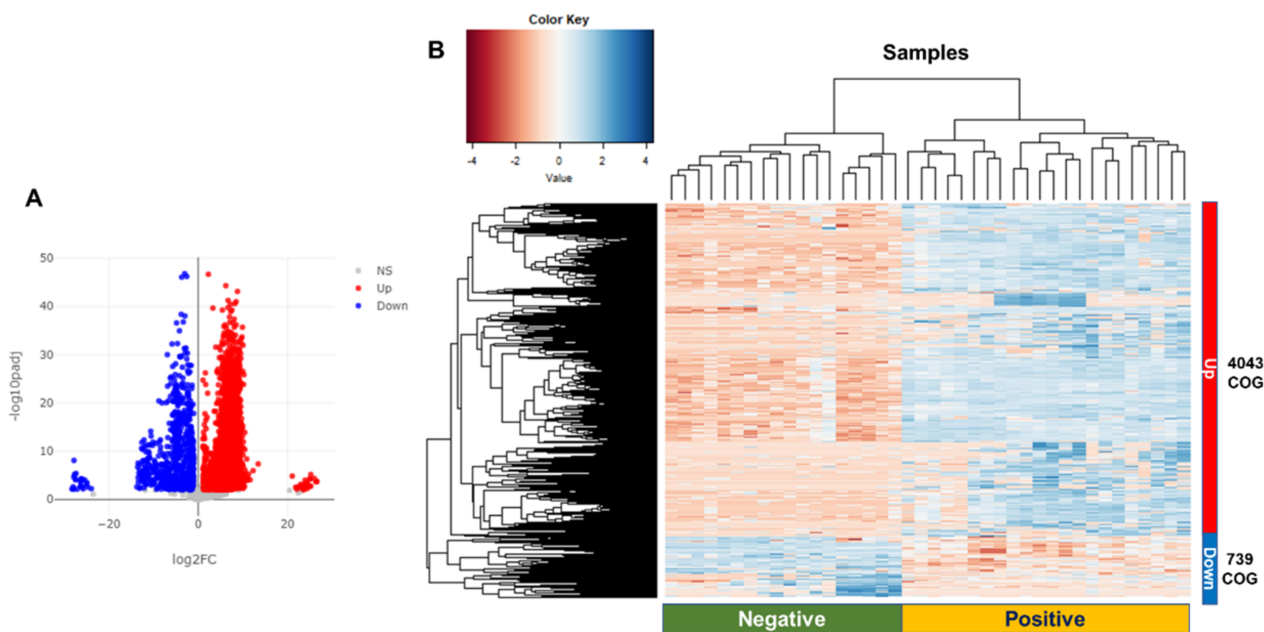 Color Key
B
-4 -2 0 2 4
Value
Samples
A
50
40
30
20
10
0
-log10padj
−20 0 20
log2FC
NS
Up
Down
Up
4043
COG
Down
739
COG
Negative Positive